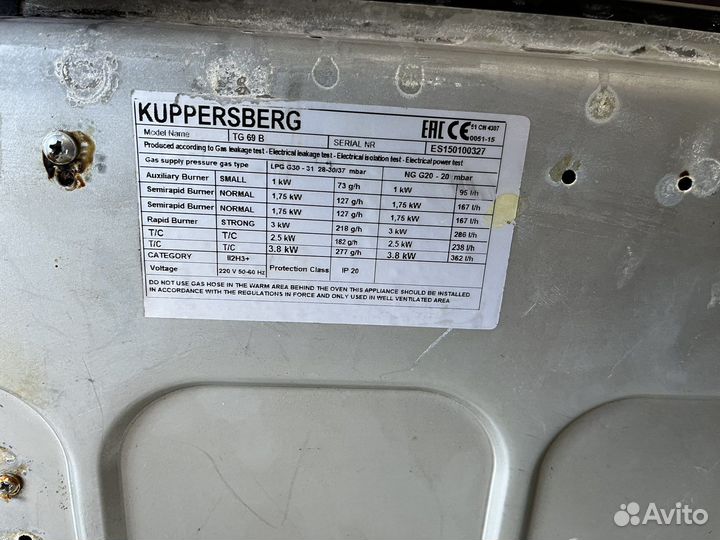 KUPPERSBERG
EAC CE 51 CN 4307
0051-15
Model Name TG 69 B SERIAL NR ES150100327
Produced according to Gas leakage test - Electrical leakage test - Electrical isolation test - Electrical power test
Gas supply pressure gas type LPG G30 - 31 28-30/37 mbar NG G20 - 20 mbar
Auxiliary Burner SMALL 1 kW 73 g/h 1 kW 95 l/h
Semirapid Burner NORMAL 1,75 kW 127 g/h 1,75 kW 167 l/h
Semirapid Burner NORMAL 1,75 kW 127 g/h 1,75 kW 167 l/h
Rapid Burner STRONG 3 kW 218 g/h 3 kW 286 l/h
T/C T/C 2.5 kW 182 g/h 2.5 kW 238 l/h
T/C T/C 3.8 kW 277 g/h 3.8 kW 362 l/h
CATEGORY II2H3+
Voltage 220 V 50-60 Hz Protection Class IP 20
DO NOT USE GAS HOSE IN THE WARM AREA BEHIND THE OVEN THIS APPLIANCE SHOULD BE INSTALLED
IN ACCORDANCE WITH THE REGULATIONS IN FORCE AND ONLY USED IN WELL VENTILATED AREA
Avito